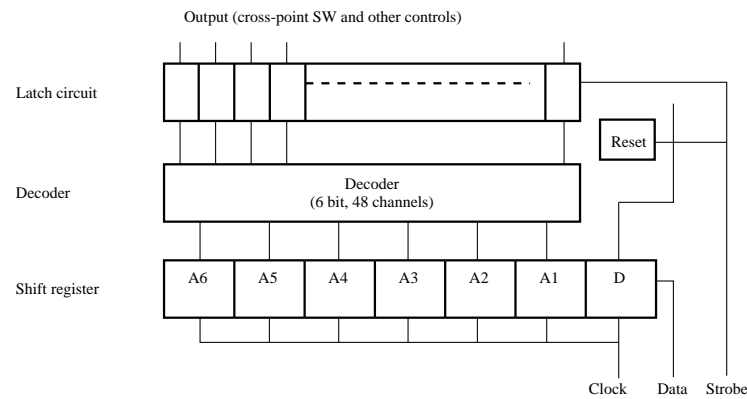 Output (cross-point SW and other controls)
Latch circuit
Reset
Decoder
Decoder
(6 bit, 48 channels)
Shift register
A6
A5
A4
A3
A2
A1
D
Clock
Data
Strobe